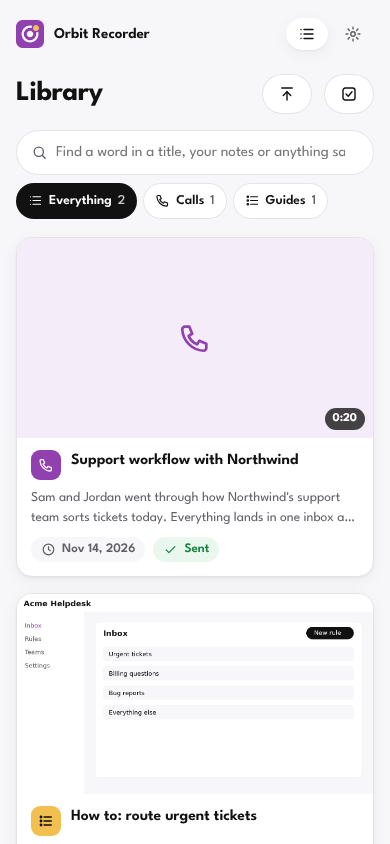 Orbit Recorder
Library
Find a word in a title, your notes or anything sa
Everything 2
Calls 1
Guides 1
0:20
Support workflow with Northwind
Sam and Jordan went through how Northwind's support
team sorts tickets today. Everything lands in one inbox a...
Nov 14, 2026
Sent
Acme Helpdesk
Inbox
Rules
Teams
Settings
Inbox
New rule
Urgent tickets
Billing questions
Bug reports
Everything else
How to: route urgent tickets